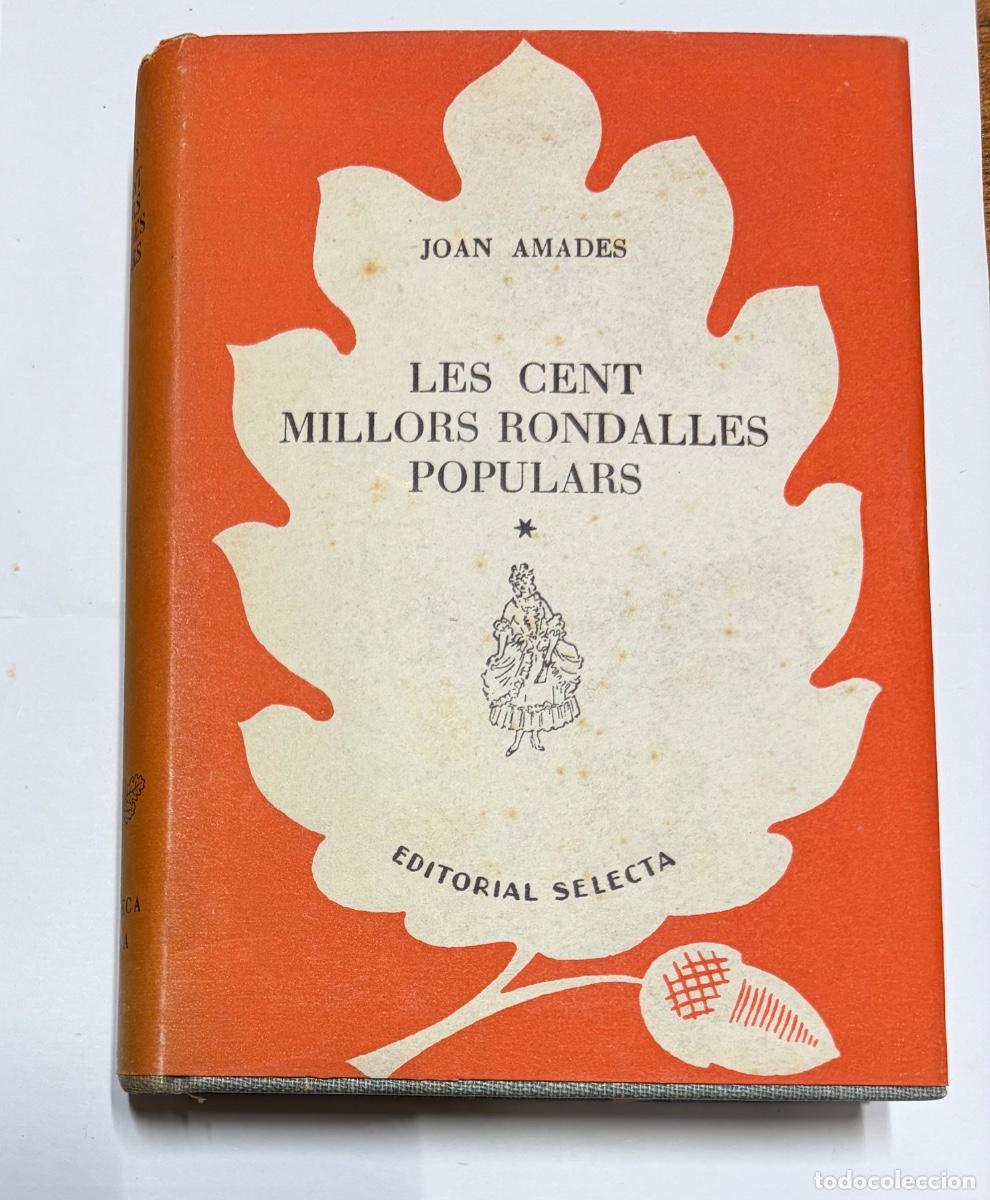 JOAN AMADES
LES CENT
MILLORS RONDALLES
POPULARS
*
EDITORIAL SELECTA
todocoleccion